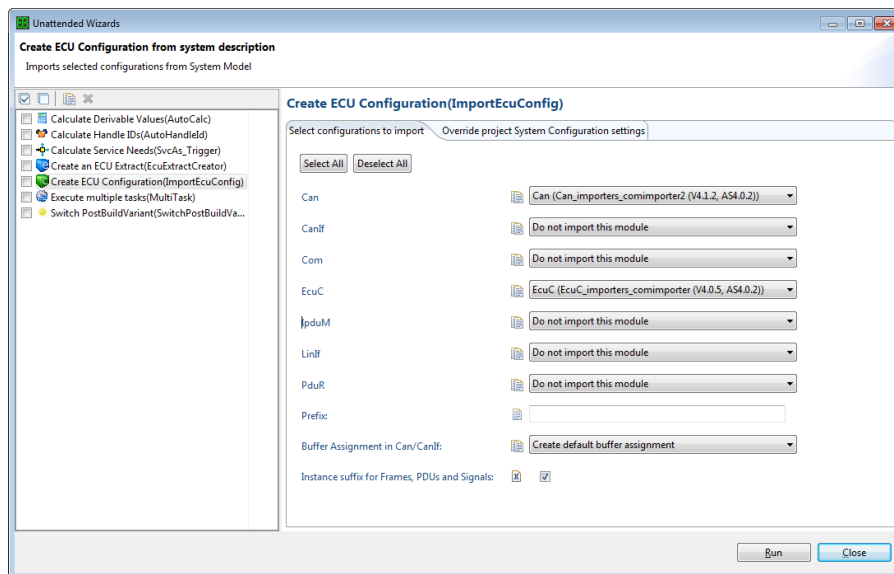 Unattended Wizards
Create ECU Configuration from system description
Imports selected configurations from System Model
Calculate Derivable Values(AutoCalc)
Calculate Handle IDs(AutoHandleId)
Calculate Service Needs(SvcAs_Trigger)
Create an ECU Extract(EcuExtractCreator)
Create ECU Configuration(ImportEcuConfig)
Execute multiple tasks(MultiTask)
Switch PostBuildVariant(SwitchPostBuildVa...
Create ECU Configuration(ImportEcuConfig)
Select configurations to import Override project System Configuration settings
Select All Deselect All
Can Can (Can_importers_comimporter2 (V4.1.2, AS4.0.2))
CanIf Do not import this module
Com Do not import this module
EcuC EcuC (EcuC_importers_comimporter (V4.0.5, AS4.0.2))
IpduM Do not import this module
LinIf Do not import this module
PduR Do not import this module
Prefix:
Buffer Assignment in Can/CanIf: Create default buffer assignment
Instance suffix for Frames, PDUs and Signals:
Run Close